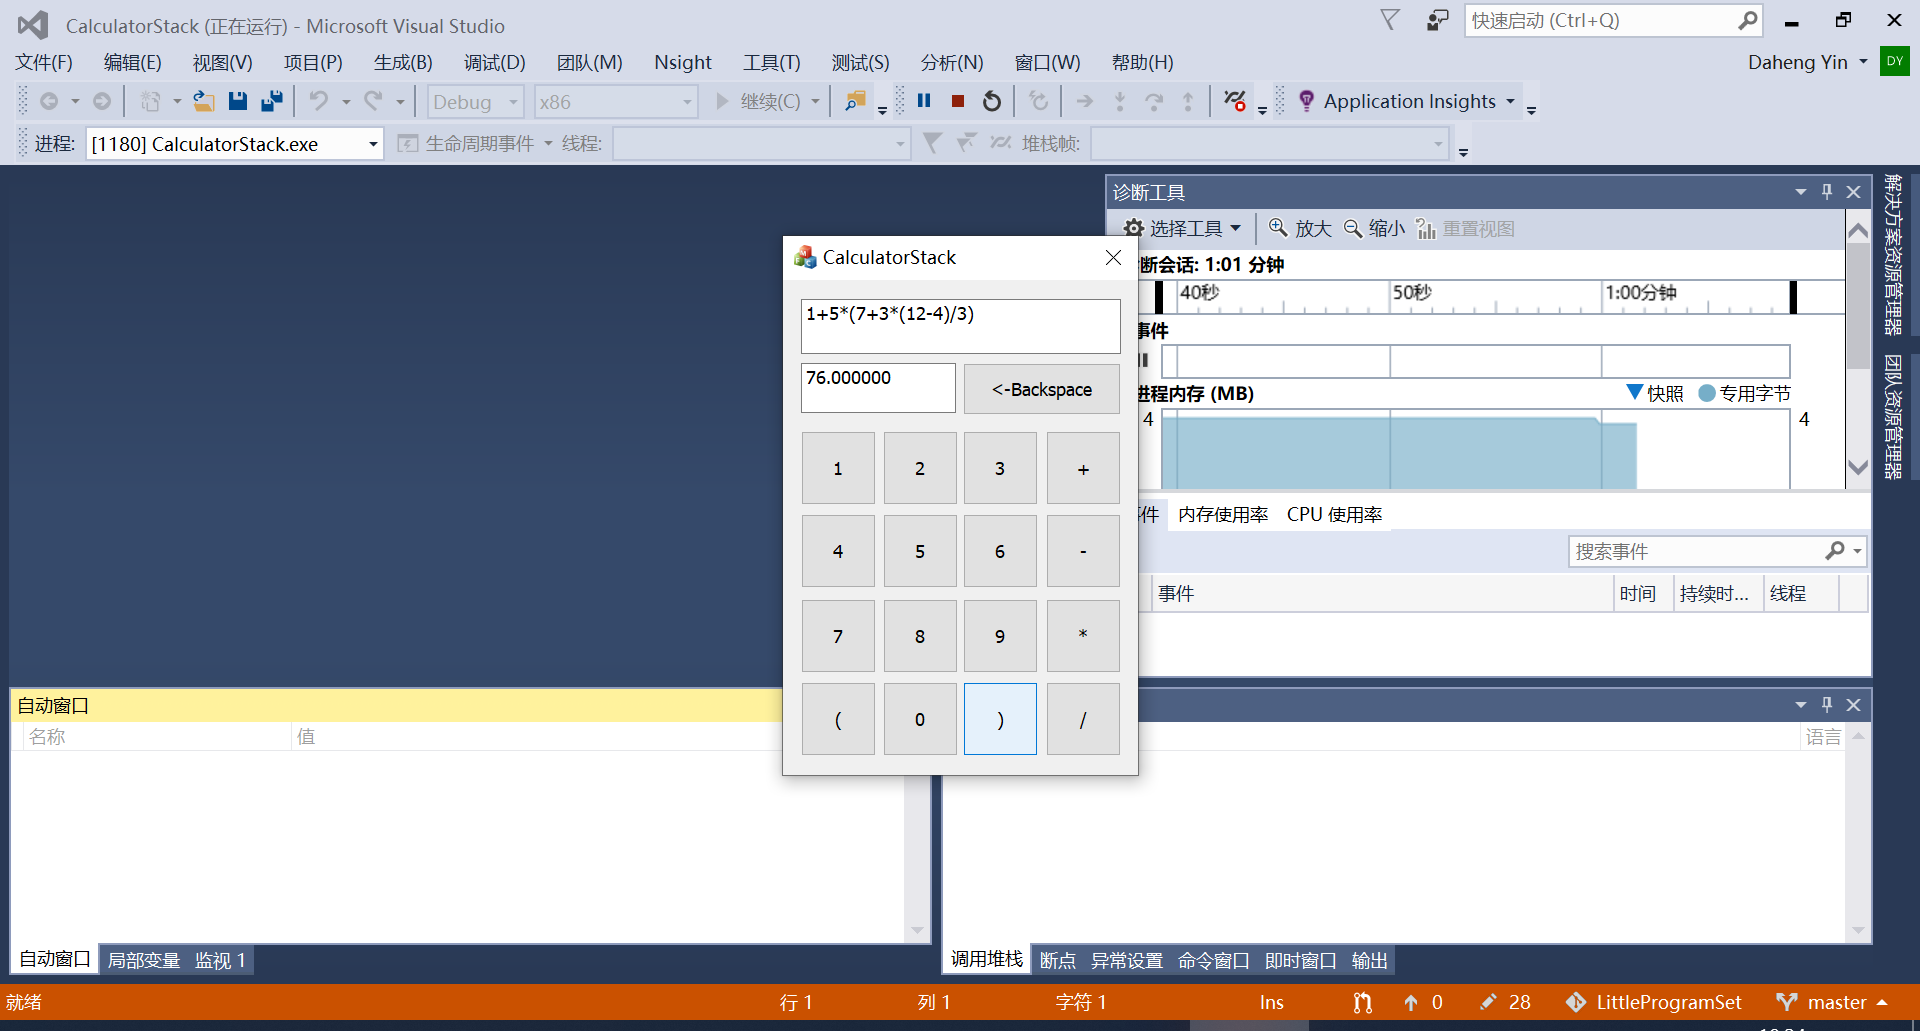 CalculatorStack (正在运行) - Microsoft Visual Studio
快速启动 (Ctrl+Q)
文件(F) 编辑(E) 视图(V) 项目(P) 生成(B) 调试(D) 团队(M) Nsight 工具(T) 测试(S) 分析(N) 窗口(W) 帮助(H)
Daheng Yin DY
Debug x86 继续(C) Application Insights
进程: [1180] CalculatorStack.exe 生命周期事件 线程: 堆栈帧:
诊断工具
选择工具 放大 缩小 重置视图
断会话: 1:01 分钟
40秒 50秒 1:00分钟
事件
进程内存 (MB) 快照 专用字节
4 4
件 内存使用率 CPU 使用率
搜索事件
事件 时间 持续时... 线程
解决方案资源管理器
团队资源管理器
CalculatorStack
1+5*(7+3*(12-4)/3)
76.000000 <-Backspace
1 2 3 +
4 5 6 -
7 8 9 *
( 0 ) /
自动窗口
名称 值
语言
自动窗口 局部变量 监视 1
调用堆栈 断点 异常设置 命令窗口 即时窗口 输出
就绪 行 1 列 1 字符 1 Ins 0 28 LittleProgramSet master